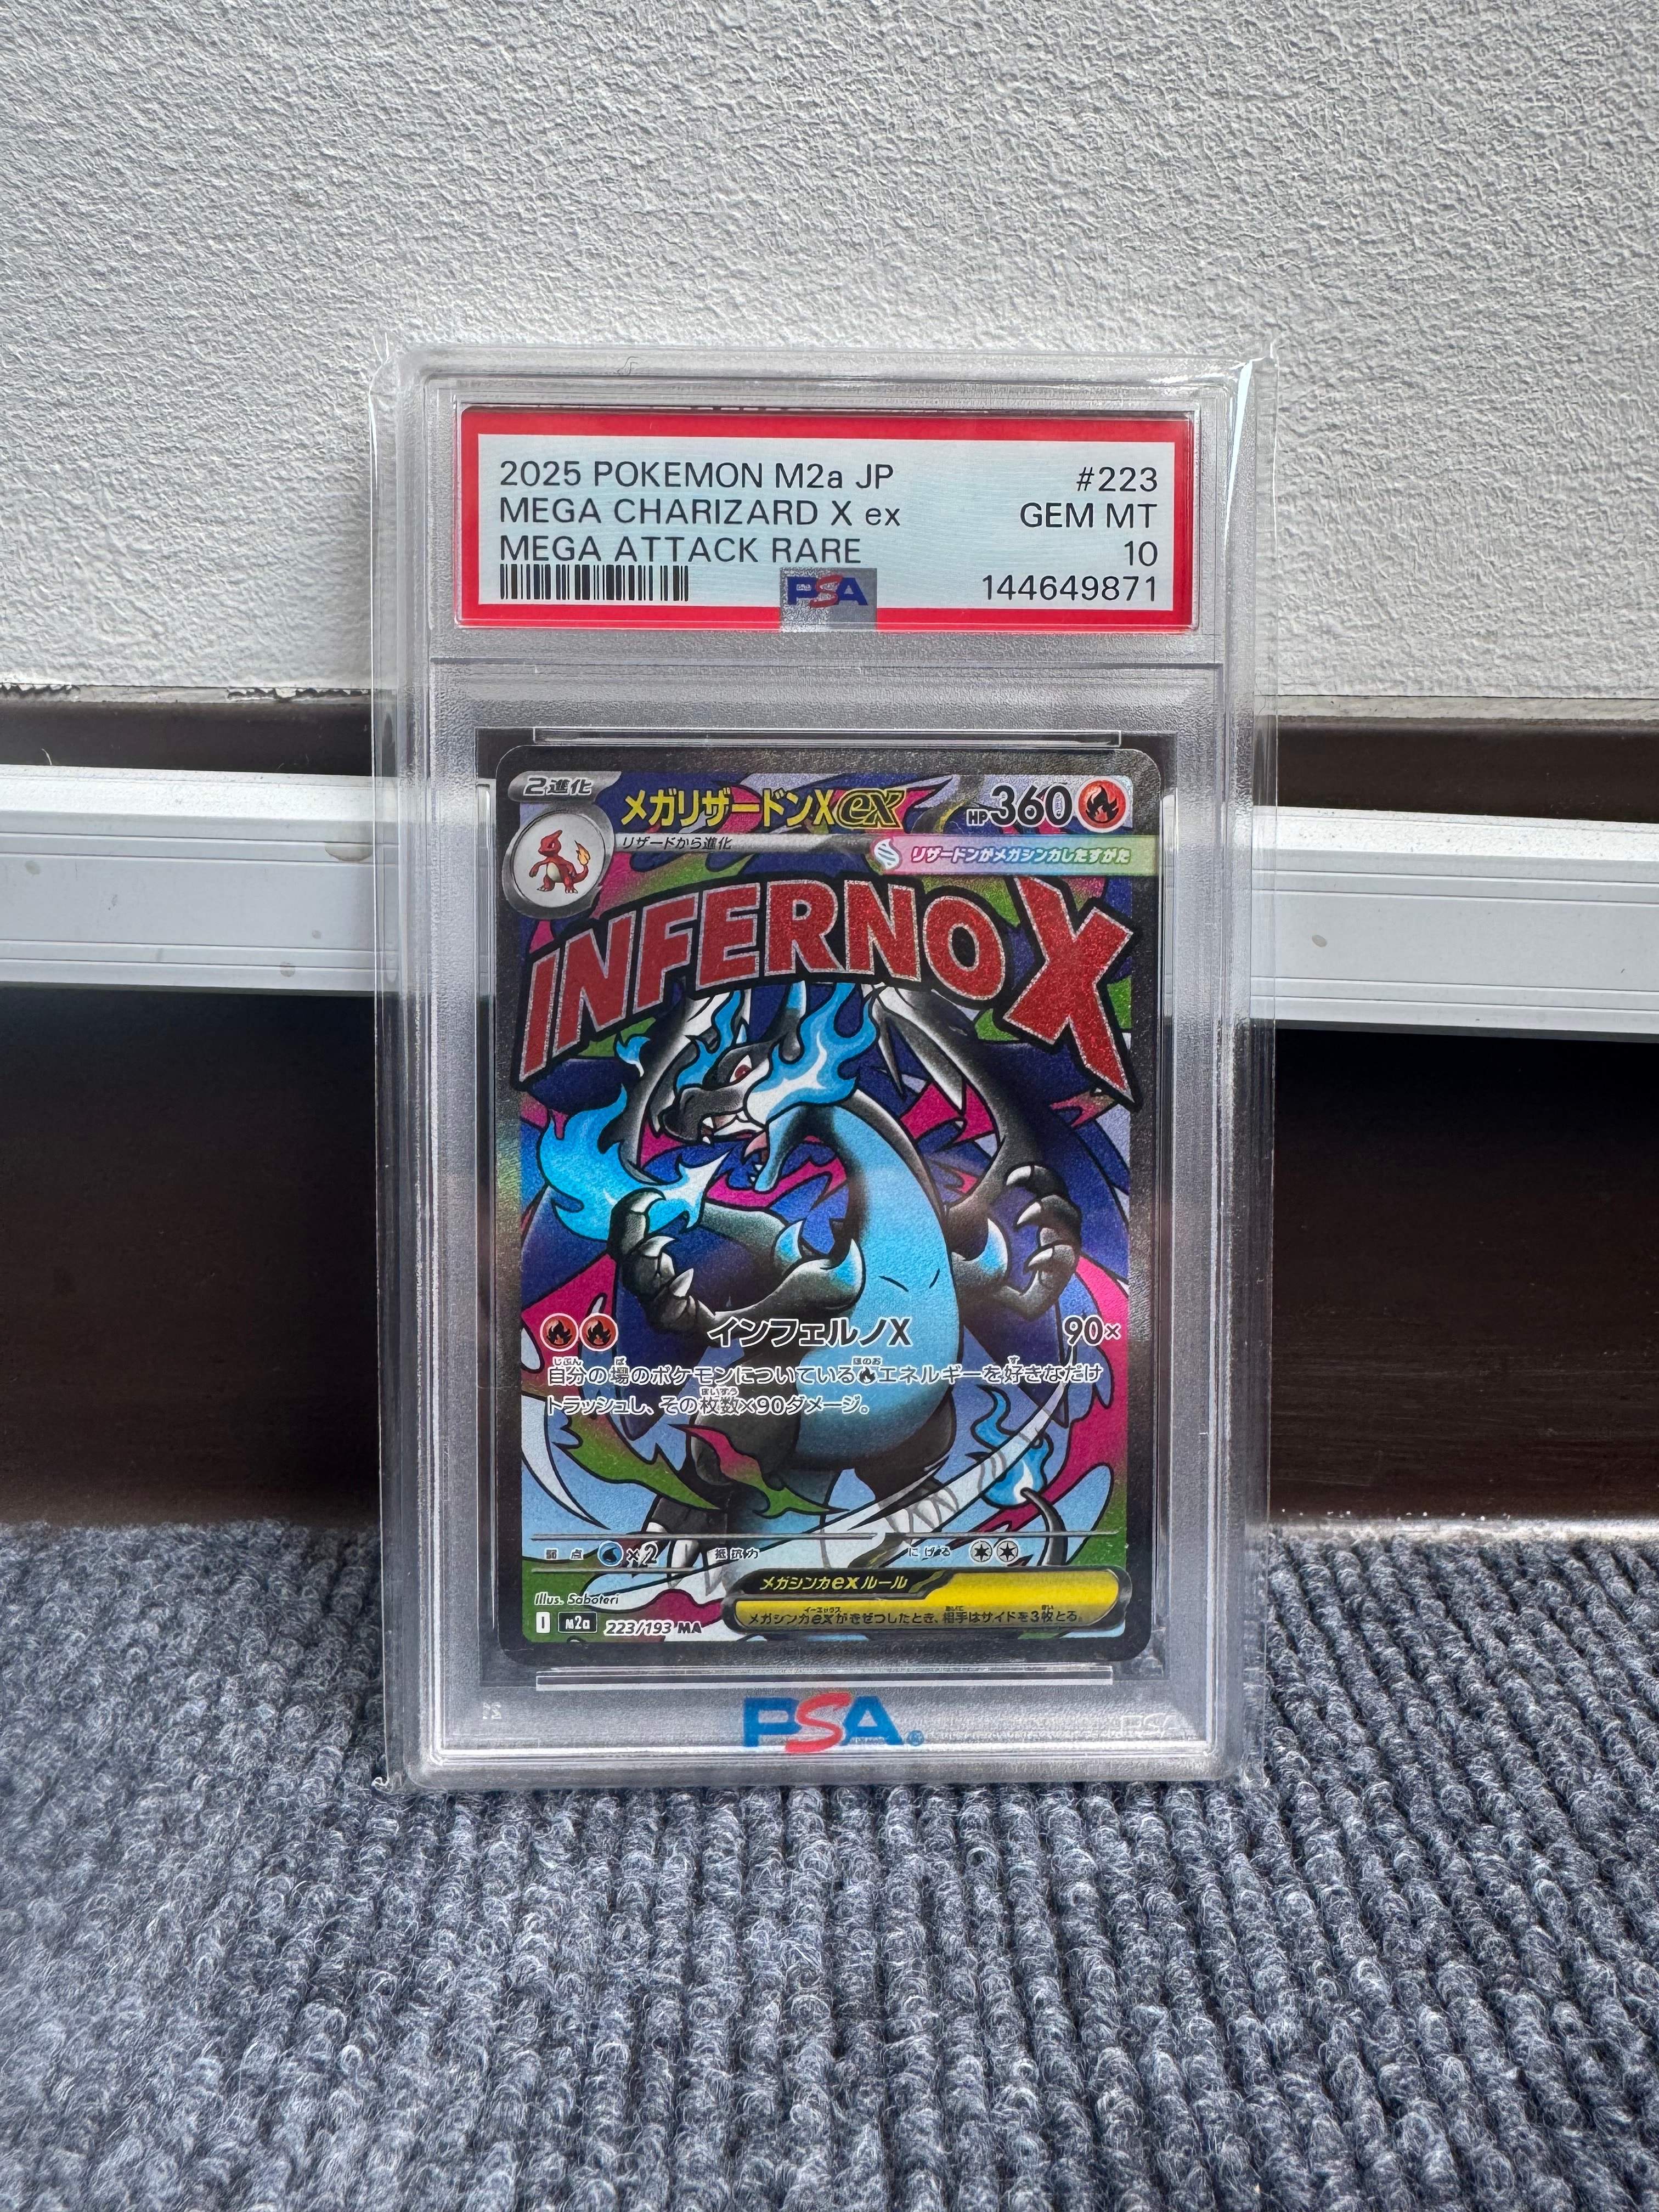 2025 POKEMON M2a JP #223
MEGA CHARIZARD X ex GEM MT
MEGA ATTACK RARE 10
PSA 144649871
2進化
メガリザードンXex HP360
リザードから進化
リザードンがメガシンカしたすがた
INFERNO X
インフェルノX 90×
自分の場のポケモンについているエネルギーを好きなだけ
トラッシュし、その枚数×90ダメージ。
弱点 ×2 抵抗力 にげる
メガシンカexルール
メガシンカexがきぜつしたとき、相手はサイドを3枚とる。
Illus. Saboteri
I M2a 223/193 MA
PSA